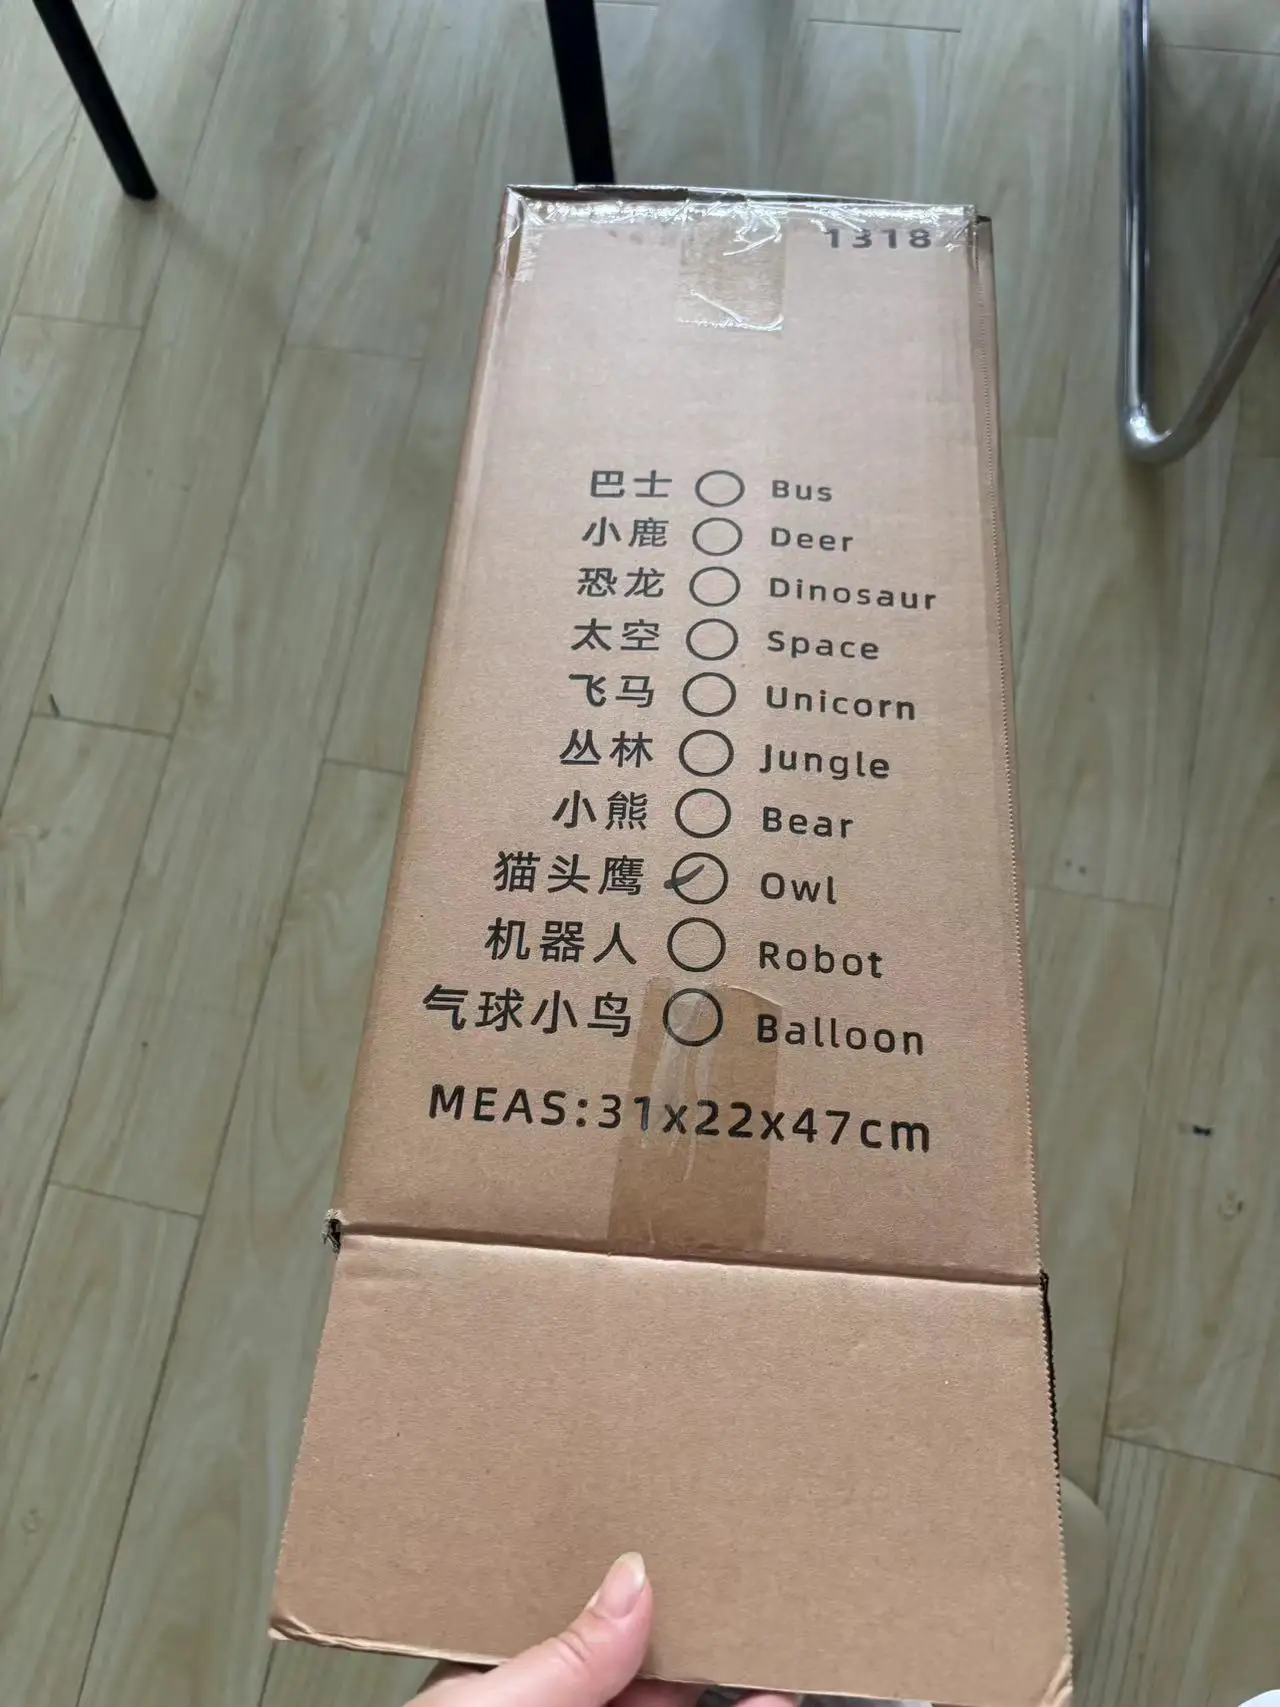 1318
巴士 Bus
小鹿 Deer
恐龙 Dinosaur
太空 Space
飞马 Unicorn
丛林 Jungle
小熊 Bear
猫头鹰 Owl
机器人 Robot
气球小鸟 Balloon
MEAS:31x22x47cm